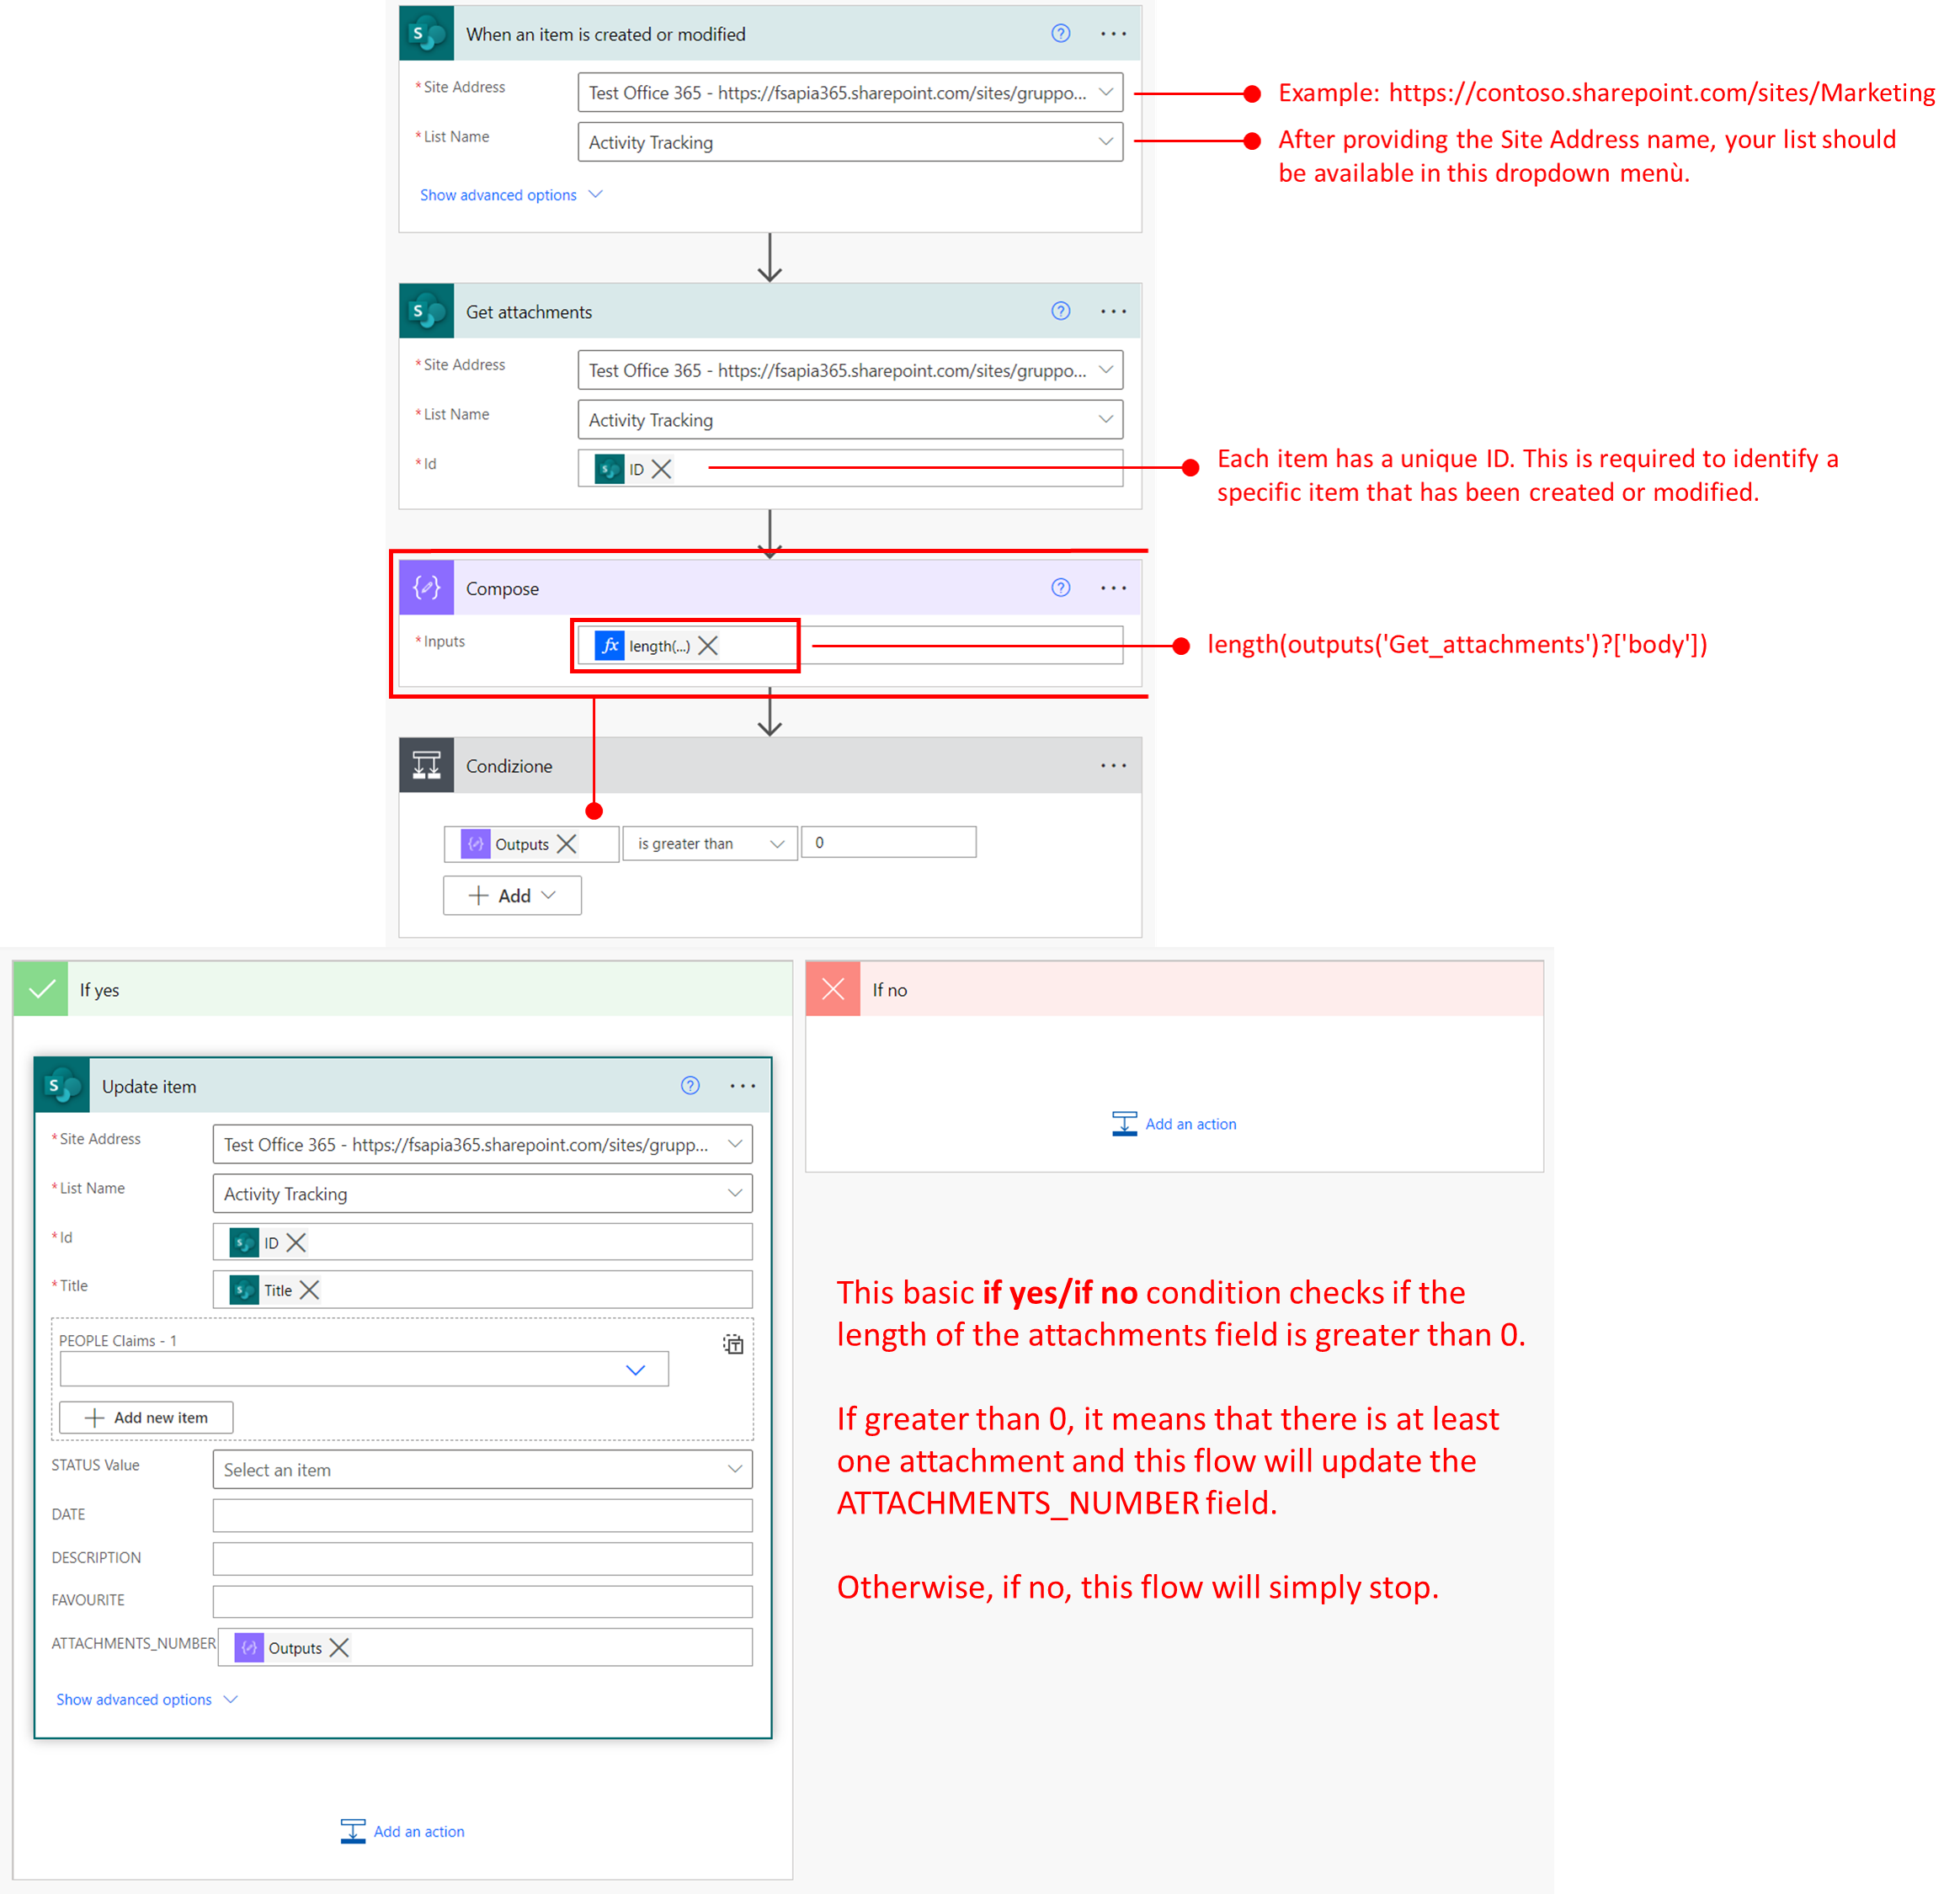 When an item is created or modified
* Site Address
Test Office 365 - https://fsapia365.sharepoint.com/sites/gruppo...
Example: https://contoso.sharepoint.com/sites/Marketing
* List Name
Activity Tracking
After providing the Site Address name, your list should
be available in this dropdown menù.
Show advanced options
Get attachments
* Site Address
Test Office 365 - https://fsapia365.sharepoint.com/sites/gruppo...
* List Name
Activity Tracking
* Id
ID
Each item has a unique ID. This is required to identify a
specific item that has been created or modified.
Compose
* Inputs
fx length(...)
length(outputs('Get_attachments')?['body'])
Condizione
Outputs
is greater than
0
Add
If yes
Update item
* Site Address
Test Office 365 - https://fsapia365.sharepoint.com/sites/grupp...
* List Name
Activity Tracking
* Id
ID
* Title
Title
PEOPLE Claims - 1
Add new item
STATUS Value
Select an item
DATE
DESCRIPTION
FAVOURITE
ATTACHMENTS_NUMBER
Outputs
Show advanced options
Add an action
If no
Add an action
This basic if yes/if no condition checks if the
length of the attachments field is greater than 0.
If greater than 0, it means that there is at least
one attachment and this flow will update the
ATTACHMENTS_NUMBER field.
Otherwise, if no, this flow will simply stop.